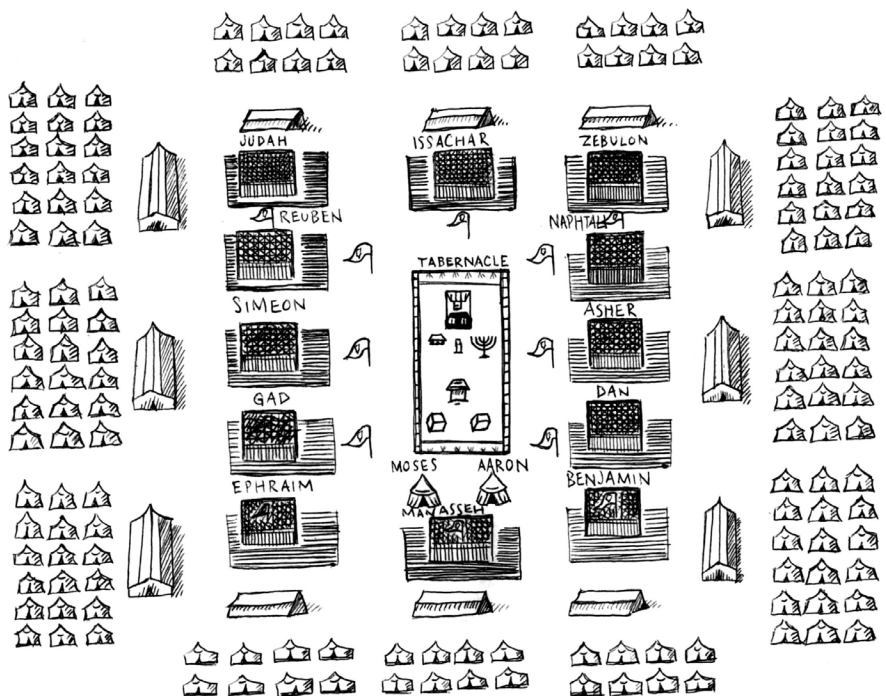 JUDAH
ISSACHAR
ZEBULON
REUBEN
NAPHTALI
TABERNACLE
SIMEON
ASHER
GAD
DAN
MOSES
AARON
EPHRAIM
BENJAMIN
MANASSEH